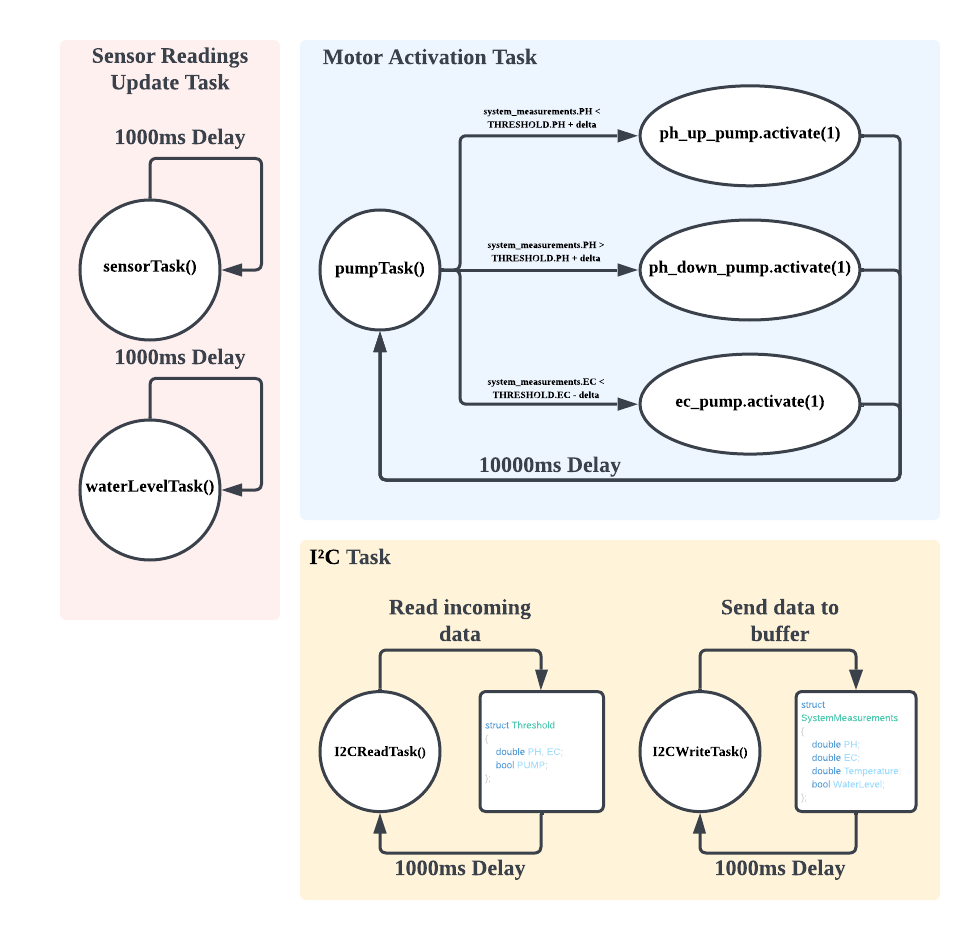 Sensor Readings
Update Task
1000ms Delay
sensorTask()
1000ms Delay
waterLevelTask()
Motor Activation Task
system_measurements.PH <
THRESHOLD.PH + delta
ph_up_pump.activate(1)
pumpTask()
system_measurements.PH >
THRESHOLD.PH + delta
ph_down_pump.activate(1)
system_measurements.EC <
THRESHOLD.EC - delta
ec_pump.activate(1)
10000ms Delay
I²C Task
Read incoming
data
I2CReadTask()
struct Threshold
{
double PH, EC;
bool PUMP;
};
1000ms Delay
Send data to
buffer
I2CWriteTask()
struct
SystemMeasurements
{
double PH;
double EC;
double Temperature;
bool WaterLevel;
};
1000ms Delay